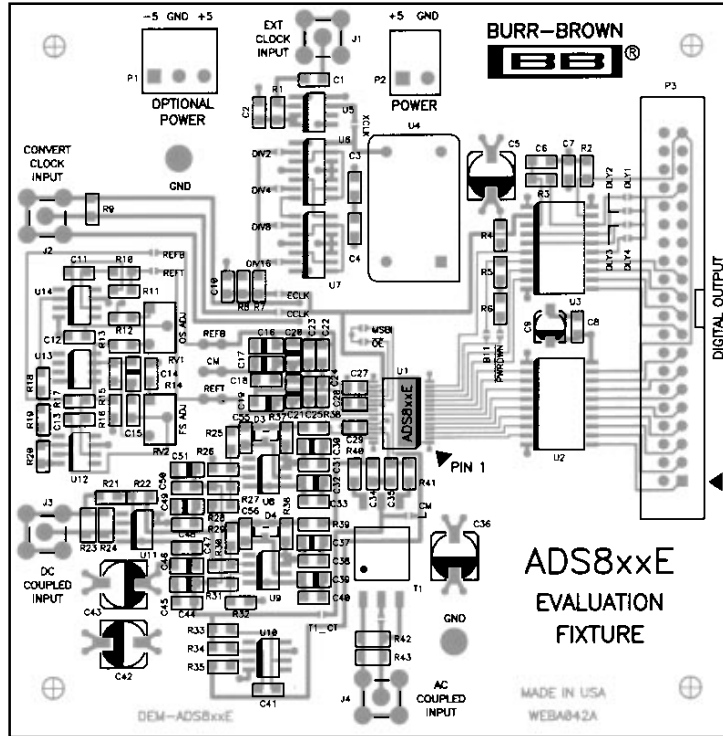 -5 GND +5
P1
OPTIONAL
POWER
EXT
CLOCK
INPUT
J1
+5 GND
P2
POWER
BURR-BROWN
BB®
P3
C1
C2 R1
U5
XCLK
U4
U6
DIV2
DIV4
DIV8
DIV16
C3
C4
U7
C5
C6 C7 R2
R3
DLY2 DLY1
DLY3 DLY4
CONVERT
CLOCK
INPUT
GND
R9
J2
R4
R5
R6
U3
C9 C8
DIGITAL OUTPUT
C11 R10 REFB
REFT
U14 R11
C10 R8 R7 ECLK
CCLK
R12 OS_ADJ
C12 R13
U13
RV1
C14
R14
R18 R17 R15
R19 C13 R16
C15 FS_ADJ
RV2
R20
U12
REFB
CM
REFT
C16 C20 C23 C22
C17
C18
C24
C19
C21 C25 R38
MSBI
OE
B11
PWRDWN
U1
C27
C28
C29
ADS8xxE
PIN 1
U2
C55 D3 R37
R25
R26
C30
C31
R27 U8
R36
C32
C33
R40
C34
C35
R41
CM
C51
C50
C49
C48
R28
R29
C56 D4
R39
C37
C38
C39
C40
J3
R21 R22
R23 R24
U11
DC
COUPLED
INPUT
C47
R30
C46
C45
C44
R31
R32
U9
T1
C36
C43
C42
ADS8xxE
EVALUATION
FIXTURE
R33
R34
R35
U10
C41
T1_CT
GND
R42
R43
J4
AC
COUPLED
INPUT
DEM-ADS8xxE
MADE IN USA
WEBA042A